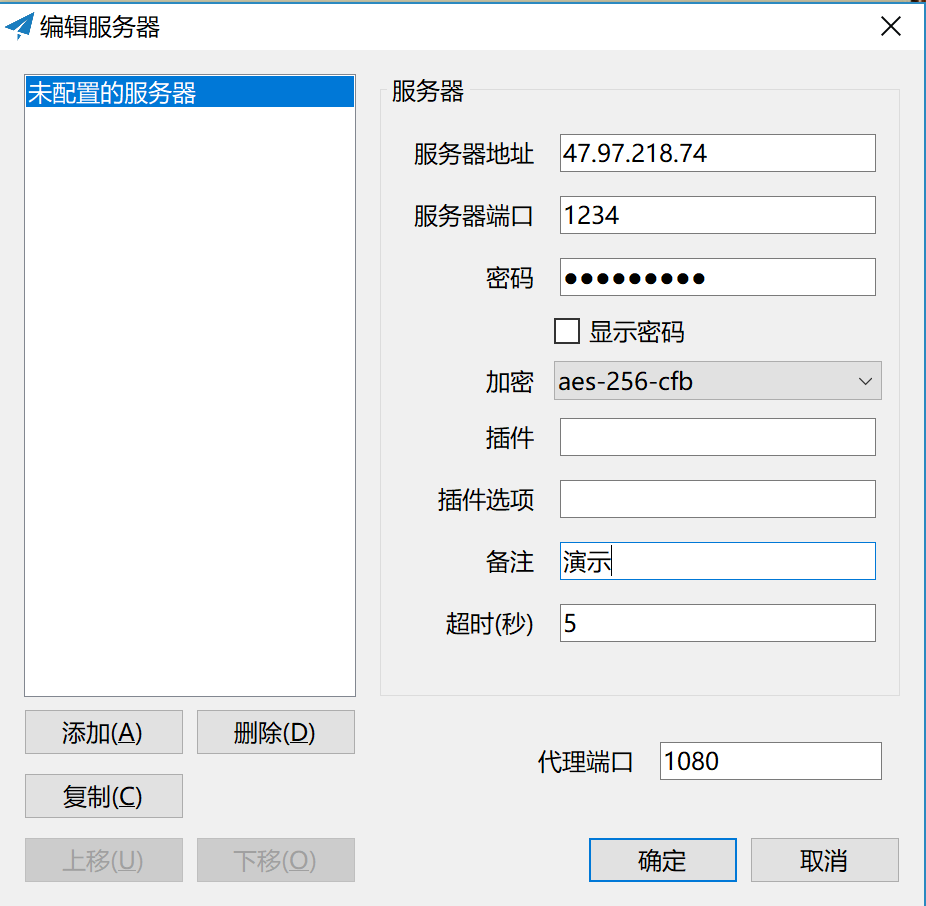 编辑服务器
未配置的服务器
服务器
服务器地址 47.97.218.74
服务器端口 1234
密码 ●●●●●●●●●
显示密码
加密 aes-256-cfb
插件
插件选项
备注 演示
超时(秒) 5
添加(A) 删除(D)
代理端口 1080
复制(C)
上移(U) 下移(O)
确定 取消